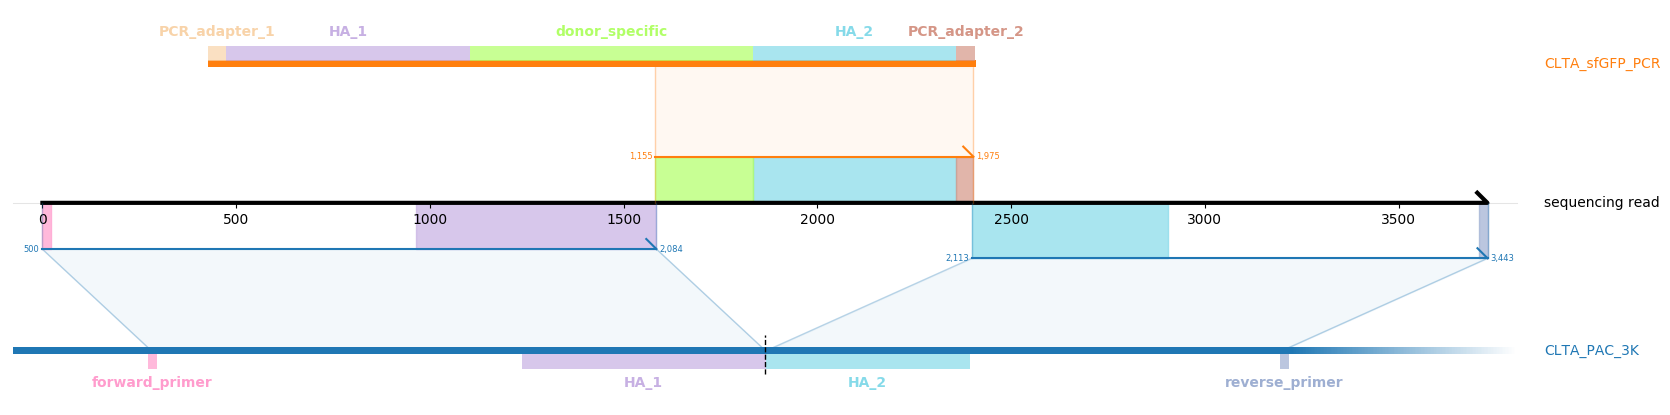 PCR_adapter_1 HA_1 donor_specific HA_2 PCR_adapter_2
CLTA_sfGFP_PCR
1,155 1,975
sequencing read
0 500 1000 1500 2000 2500 3000 3500
500 2,084
2,113 3,443
CLTA_PAC_3K
forward_primer HA_1 HA_2 reverse_primer